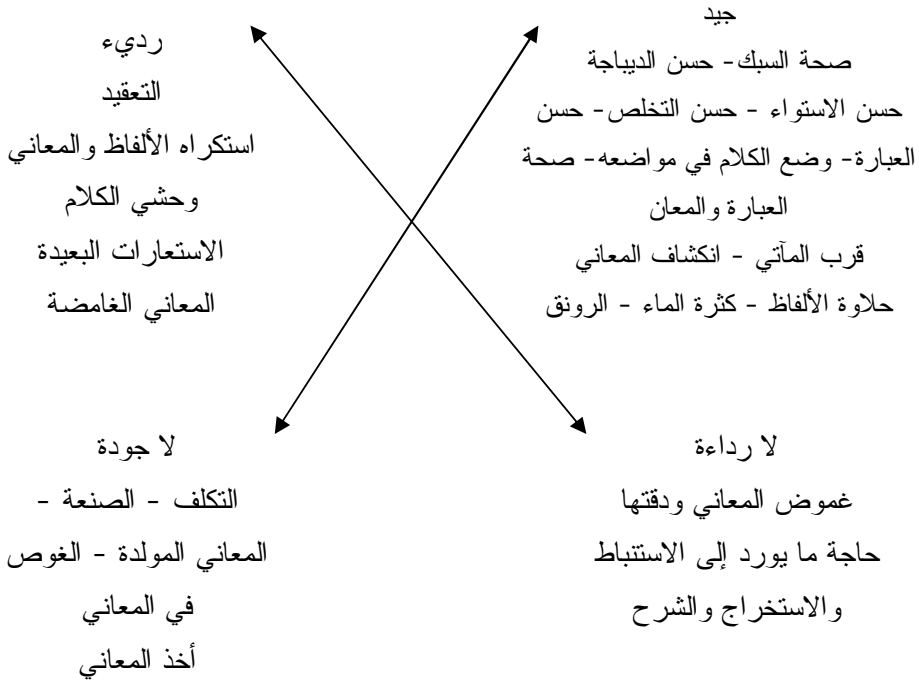 جيد
صحة السبك- حسن الديباجة
حسن الاستواء - حسن التخلص- حسن
العبارة- وضع الكلام في مواضعه- صحة
العبارة والمعان
قرب المآتي - انكشاف المعاني
حلاوة الألفاظ - كثرة الماء - الرونق
رديء
التعقيد
استكراه الألفاظ والمعاني
وحشي الكلام
الاستعارات البعيدة
المعاني الغامضة
لا رداءة
غموض المعاني ودقتها
حاجة ما يورد إلى الاستنباط
والاستخراج والشرح
لا جودة
التكلف - الصنعة -
المعاني المولدة - الغوص
في المعاني
أخذ المعاني